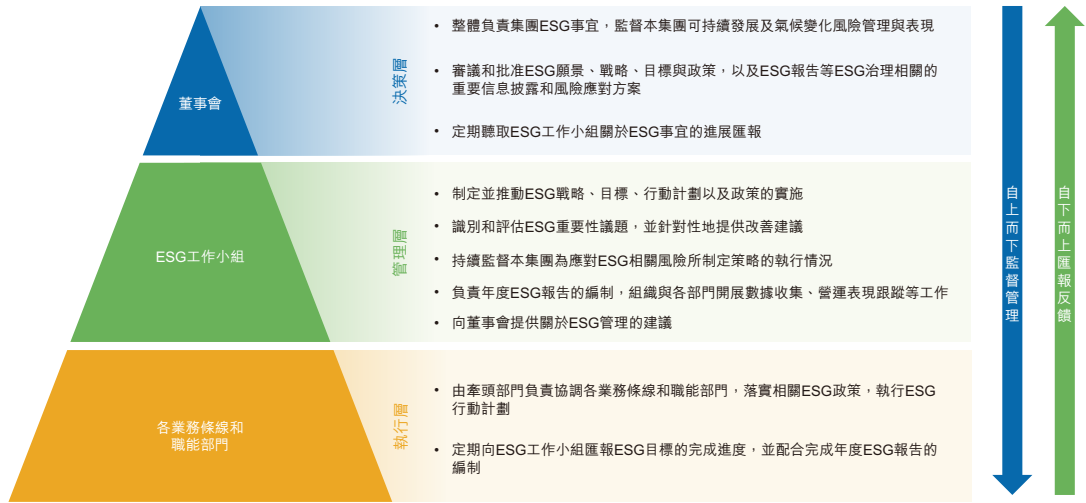 董事會
決策層
• 整體負責集團ESG事宜，監督本集團可持續發展及氣候變化風險管理與表現
• 審議和批准ESG願景、戰略、目標與政策，以及ESG報告等ESG治理相關的
重要信息披露和風險應對方案
• 定期聽取ESG工作小組關於ESG事宜的進展匯報
ESG工作小組
管理層
• 制定並推動ESG戰略、目標、行動計劃以及政策的實施
• 識別和評估ESG重要性議題，並針對性地提供改善建議
• 持續監督本集團為應對ESG相關風險所制定策略的執行情況
• 負責年度ESG報告的編制，組織與各部門開展數據收集、營運表現跟蹤等工作
• 向董事會提供關於ESG管理的建議
各業務條線和
職能部門
執行層
• 由牽頭部門負責協調各業務條線和職能部門，落實相關ESG政策，執行ESG
行動計劃
• 定期向ESG工作小組匯報ESG目標的完成進度，並配合完成年度ESG報告的
編制
自上而下監督管理
自下而上匯報反饋